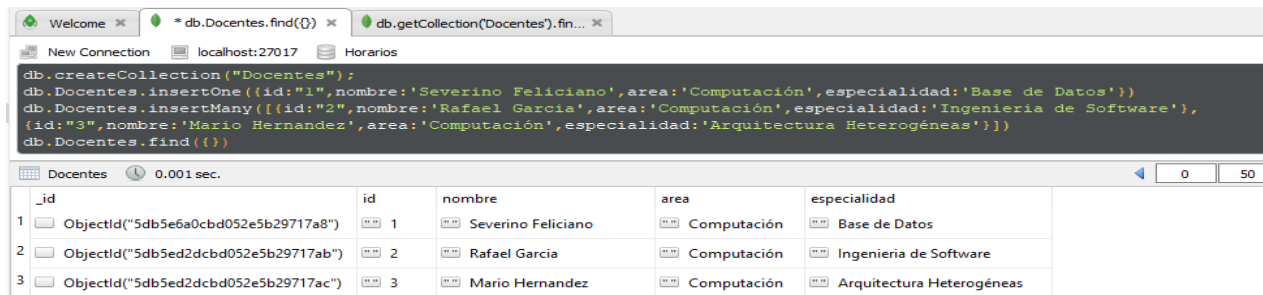 Welcome
* db.Docentes.find({})
db.getCollection('Docentes').fin...
New Connection localhost:27017 Horarios
db.createCollection("Docentes");
db.Docentes.insertOne({id:"1",nombre:'Severino Feliciano',area:'Computación',especialidad:'Base de Datos'})
db.Docentes.insertMany([{id:"2",nombre:'Rafael Garcia',area:'Computación',especialidad:'Ingenieria de Software'},
{id:"3",nombre:'Mario Hernandez',area:'Computación',especialidad:'Arquitectura Heterogéneas'}])
db.Docentes.find({})
Docentes 0.001 sec. 0 50
_id id nombre area especialidad
1 ObjectId("5db5e6a0cbd052e5b29717a8") "" 1 "" Severino Feliciano "" Computación "" Base de Datos
2 ObjectId("5db5ed2dcbd052e5b29717ab") "" 2 "" Rafael Garcia "" Computación "" Ingenieria de Software
3 ObjectId("5db5ed2dcbd052e5b29717ac") "" 3 "" Mario Hernandez "" Computación "" Arquitectura Heterogéneas